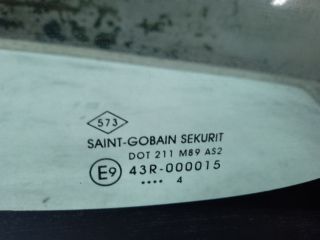 573
SAINT-GOBAIN SEKURIT
DOT 211 M89 AS2
E9 43R-000015
•••• 4